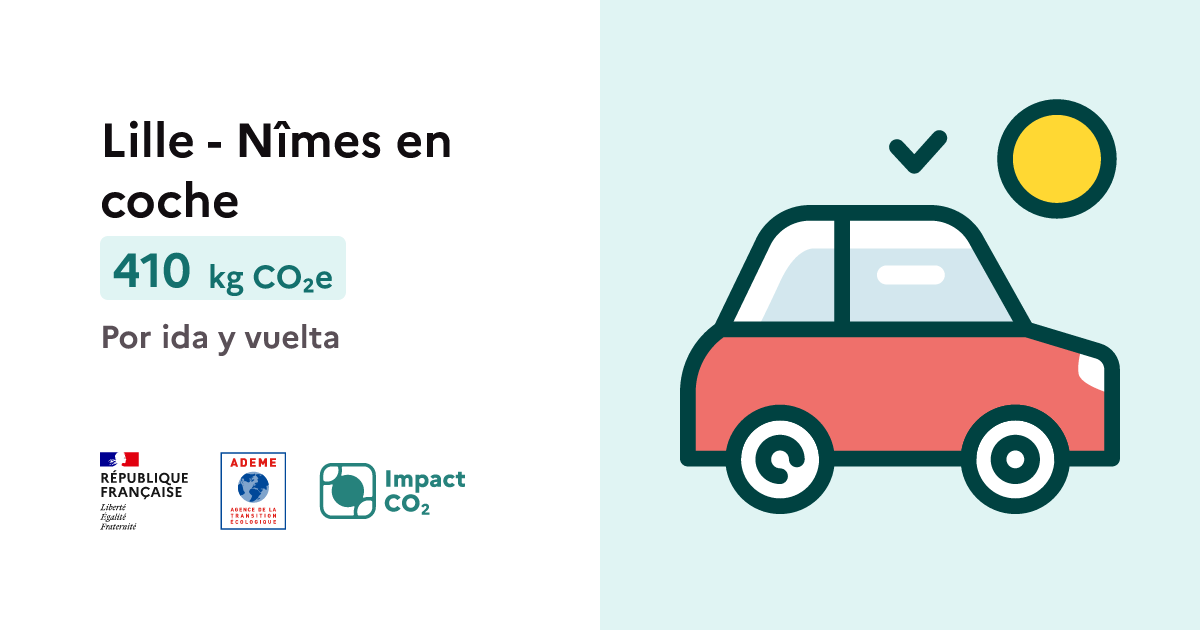 Lille - Nîmes en
coche
410 kg CO₂e
Por ida y vuelta
RÉPUBLIQUE
FRANÇAISE
Liberté
Égalité
Fraternité
ADEME
AGENCE DE LA
TRANSITION
ÉCOLOGIQUE
Impact
CO₂